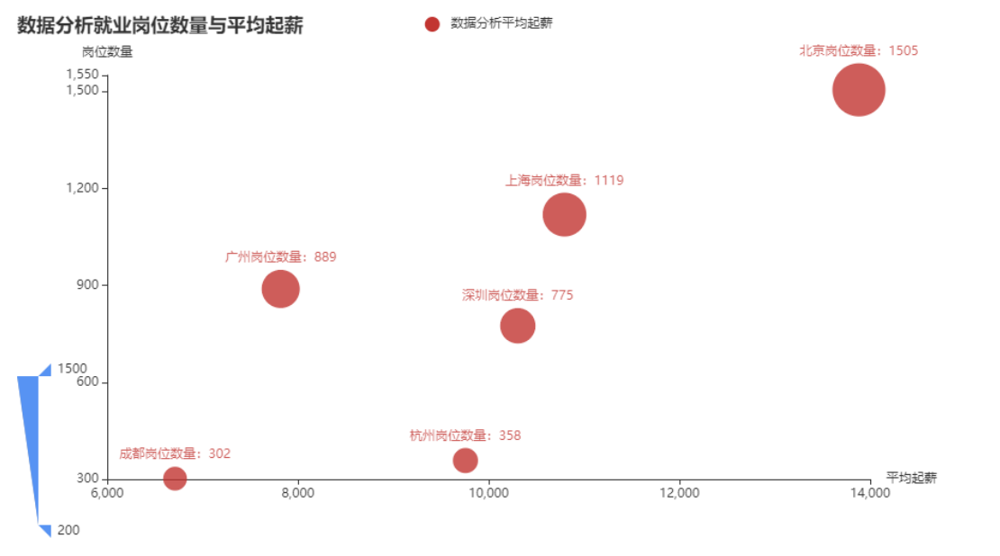 数据分析就业岗位数量与平均起薪
数据分析平均起薪
岗位数量
北京岗位数量：1505
1,550
1,500
上海岗位数量：1119
1,200
广州岗位数量：889
900
深圳岗位数量：775
1500
600
杭州岗位数量：358
成都岗位数量：302
300
平均起薪
6,000 8,000 10,000 12,000 14,000
200